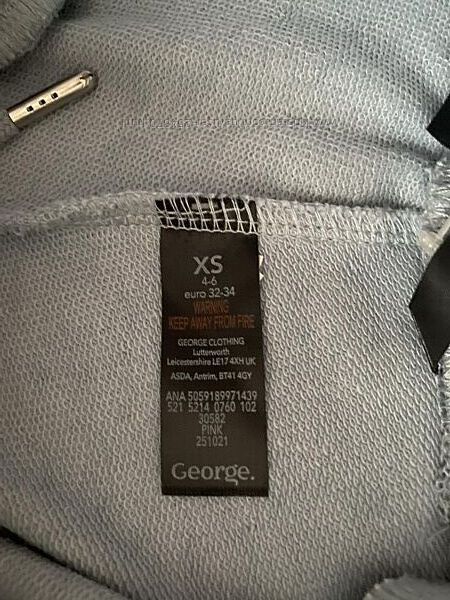 XS
4-6
euro 32-34
WARNING
KEEP AWAY FROM FIRE
GEORGE CLOTHING
Lutterworth
Leicestershire LE17 4XH UK
ASDA, Antrim, BT41 4GY
ANA 5059189971439
521 5214 0760 102
30582
PINK
251021
George.